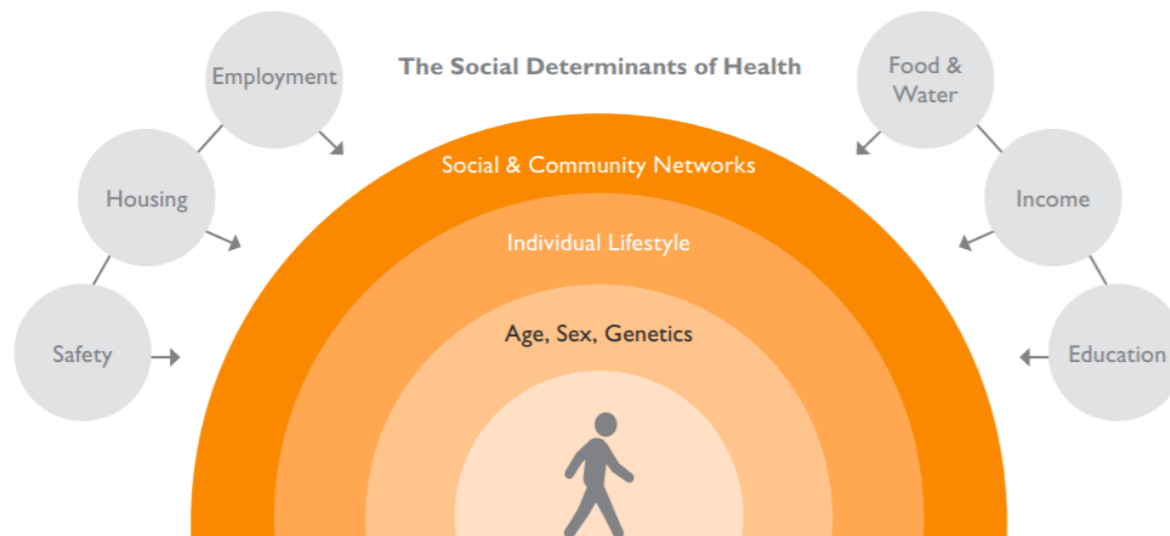 The Social Determinants of Health
Employment
Housing
Safety
Food &
Water
Income
Education
Social & Community Networks
Individual Lifestyle
Age, Sex, Genetics